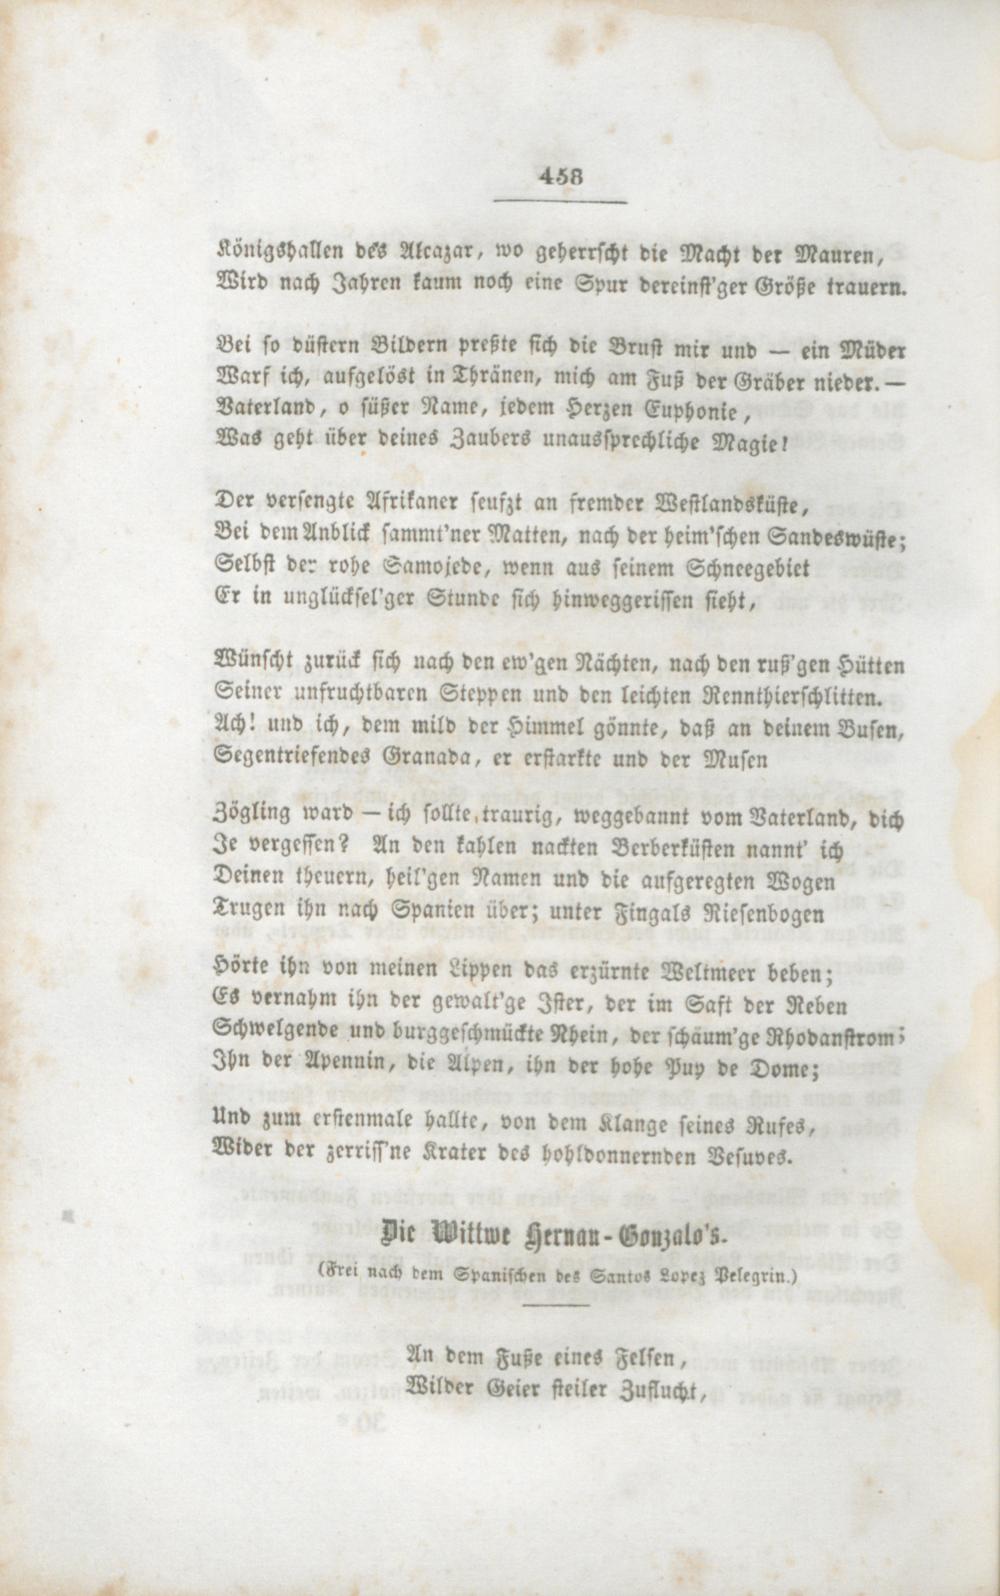 458
Königshallen des Alcazar, wo geherrscht die Macht der Mauren,
Wird nach Jahren kaum noch eine Spur dereinst'ger Größe trauern.
Bei so düstern Bildern preßte sich die Brust mir und — ein Müder
Warf ich, aufgelöst in Thränen, mich am Fuß der Gräber nieder. —
Vaterland, o süßer Name, jedem Herzen Euphonie,
Was geht über deines Zaubers unaussprechliche Magie!
Der versengte Afrikaner seufzt an fremder Westlandsküste,
Bei dem Anblick sammt'ner Matten, nach der heim'schen Sandeswüste;
Selbst der rohe Samojede, wenn aus seinem Schneegebiet
Er in unglücksel'ger Stunde sich hinweggerissen sieht,
Wünscht zurück sich nach den ew'gen Nächten, nach den ruß'gen Hütten
Seiner unfruchtbaren Steppen und den leichten Rennthierschlitten.
Ach! und ich, dem mild der Himmel gönnte, daß an deinem Busen,
Segentriefendes Granada, er erstarkte und der Musen
Zögling ward — ich sollte, traurig, weggebannt vom Vaterland, dich
Je vergessen? An den kahlen nackten Berberküsten nannt' ich
Deinen theuern, heil'gen Namen und die aufgeregten Wogen
Trugen ihn nach Spanien über; unter Fingals Riesenbogen
Hörte ihn von meinen Lippen das erzürnte Weltmeer beben;
Es vernahm ihn der gewalt'ge Ister, der im Saft der Reben
Schwelgende und burggeschmückte Rhein, der schäum'ge Rhodanstrom;
Ihn der Apennin, die Alpen, ihn der hohe Puy de Dome;
Und zum erstenmale hallte, von dem Klange seines Rufes,
Wider der zerriss'ne Krater des hohldonnernden Vesuves.
Die Wittwe Hernan-Gonzalo's.
(Frei nach dem Spanischen des Santos Lopez Pelegrin.)
An dem Fuße eines Felsen,
Wilder Geier steiler Zuflucht,